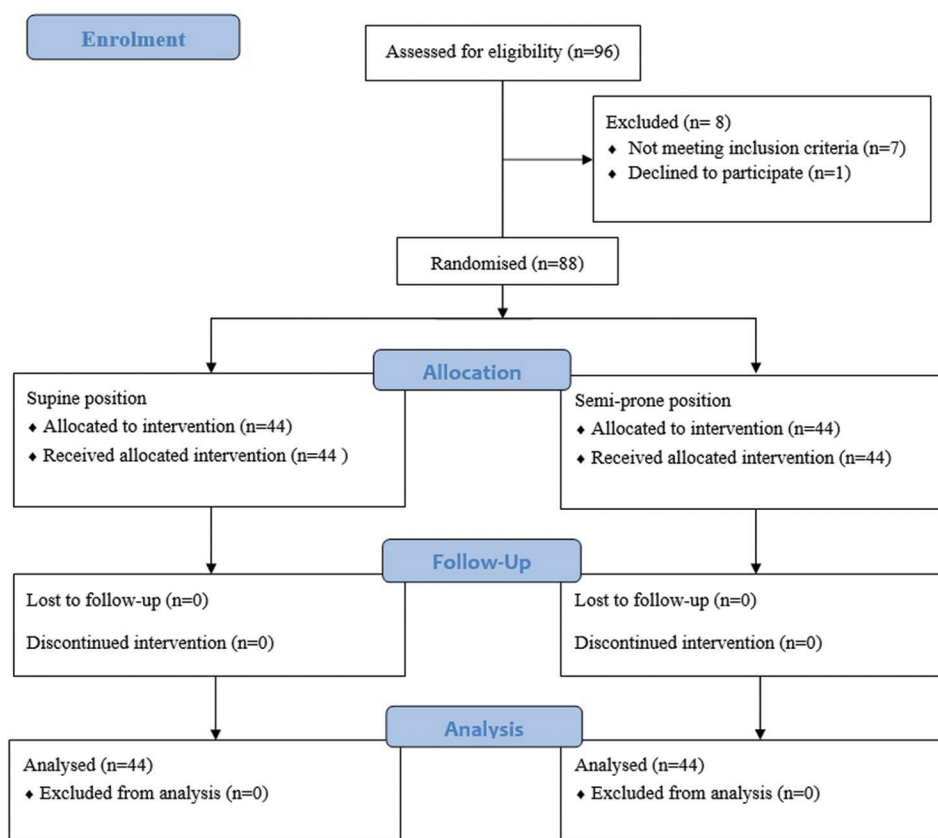 Enrolment
Assessed for eligibility (n=96)
Excluded (n= 8)
♦ Not meeting inclusion criteria (n=7)
♦ Declined to participate (n=1)
Randomised (n=88)
Allocation
Supine position
♦ Allocated to intervention (n=44)
♦ Received allocated intervention (n=44 )
Semi-prone position
♦ Allocated to intervention (n=44)
♦ Received allocated intervention (n=44)
Follow-Up
Lost to follow-up (n=0)
Discontinued intervention (n=0)
Lost to follow-up (n=0)
Discontinued intervention (n=0)
Analysis
Analysed (n=44)
♦ Excluded from analysis (n=0)
Analysed (n=44)
♦ Excluded from analysis (n=0)